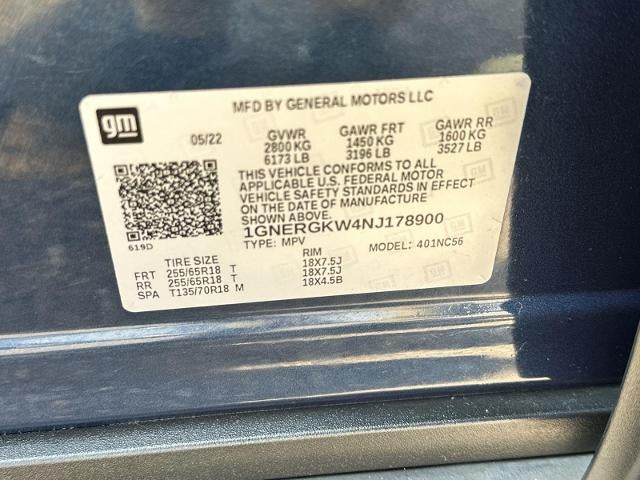 MFD BY GENERAL MOTORS LLC
gm
05/22 GVWR GAWR FRT GAWR RR
2800 KG 1450 KG 1600 KG
6173 LB 3196 LB 3527 LB
THIS VEHICLE CONFORMS TO ALL
APPLICABLE U.S. FEDERAL MOTOR
VEHICLE SAFETY STANDARDS IN EFFECT
ON THE DATE OF MANUFACTURE
SHOWN ABOVE.
1GNERGKW4NJ178900
619D
TYPE: MPV MODEL: 401NC56
TIRE SIZE RIM
FRT 255/65R18 T 18X7.5J
RR 255/65R18 T 18X7.5J
SPA T135/70R18 M 18X4.5B